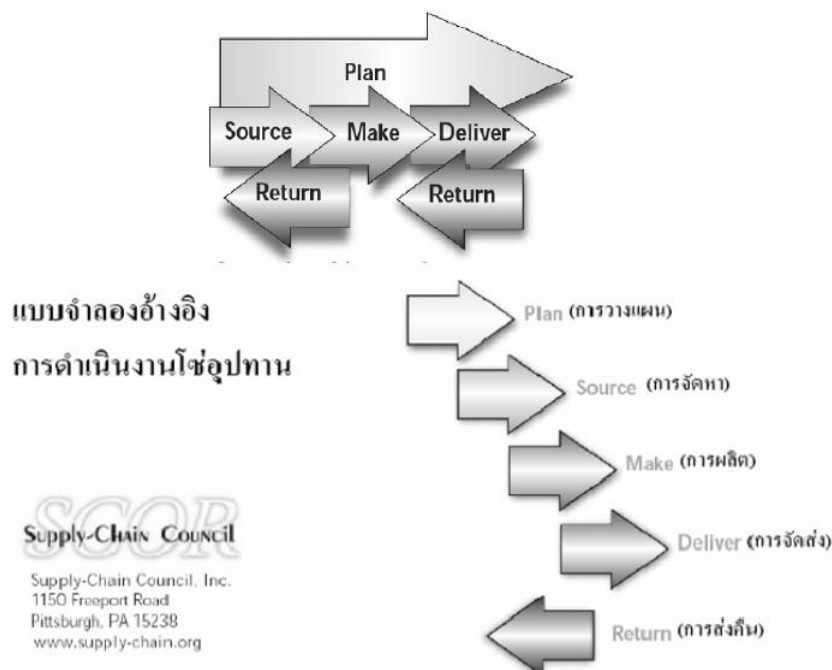 Plan
Source Make Deliver
Return Return
แบบจำลองอ้างอิง
การดำเนินงานโซ่อุปทาน
Plan (การวางแผน)
Source (การจัดหา)
Make (การผลิต)
Deliver (การจัดส่ง)
Return (การส่งคืน)
SCOR
SUPPLY-CHAIN COUNCIL
Supply-Chain Council, Inc.
1150 Freeport Road
Pittsburgh, PA 15238
www.supply-chain.org